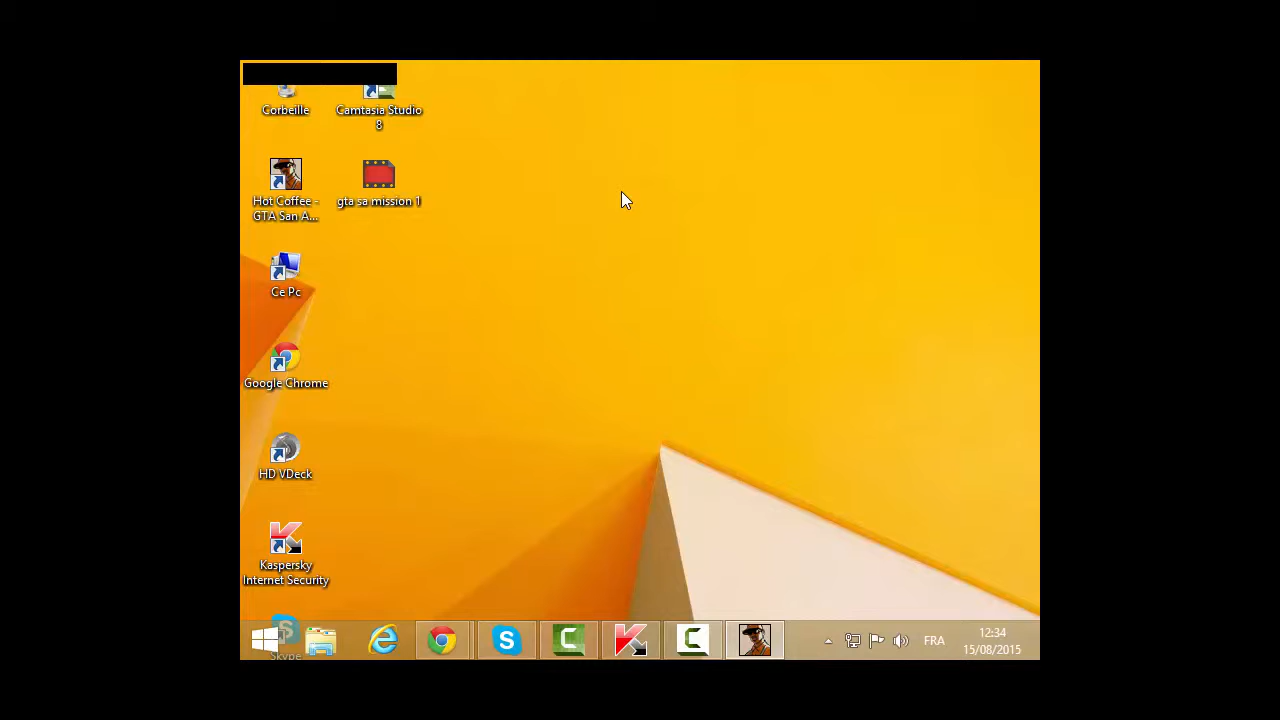 Corbeille
Camtasia Studio
8
Hot Coffee -
GTA San A...
gta sa mission 1
Ce Pc
Google Chrome
HD VDeck
Kaspersky
Internet Security
Skype
FRA
12:34
15/08/2015